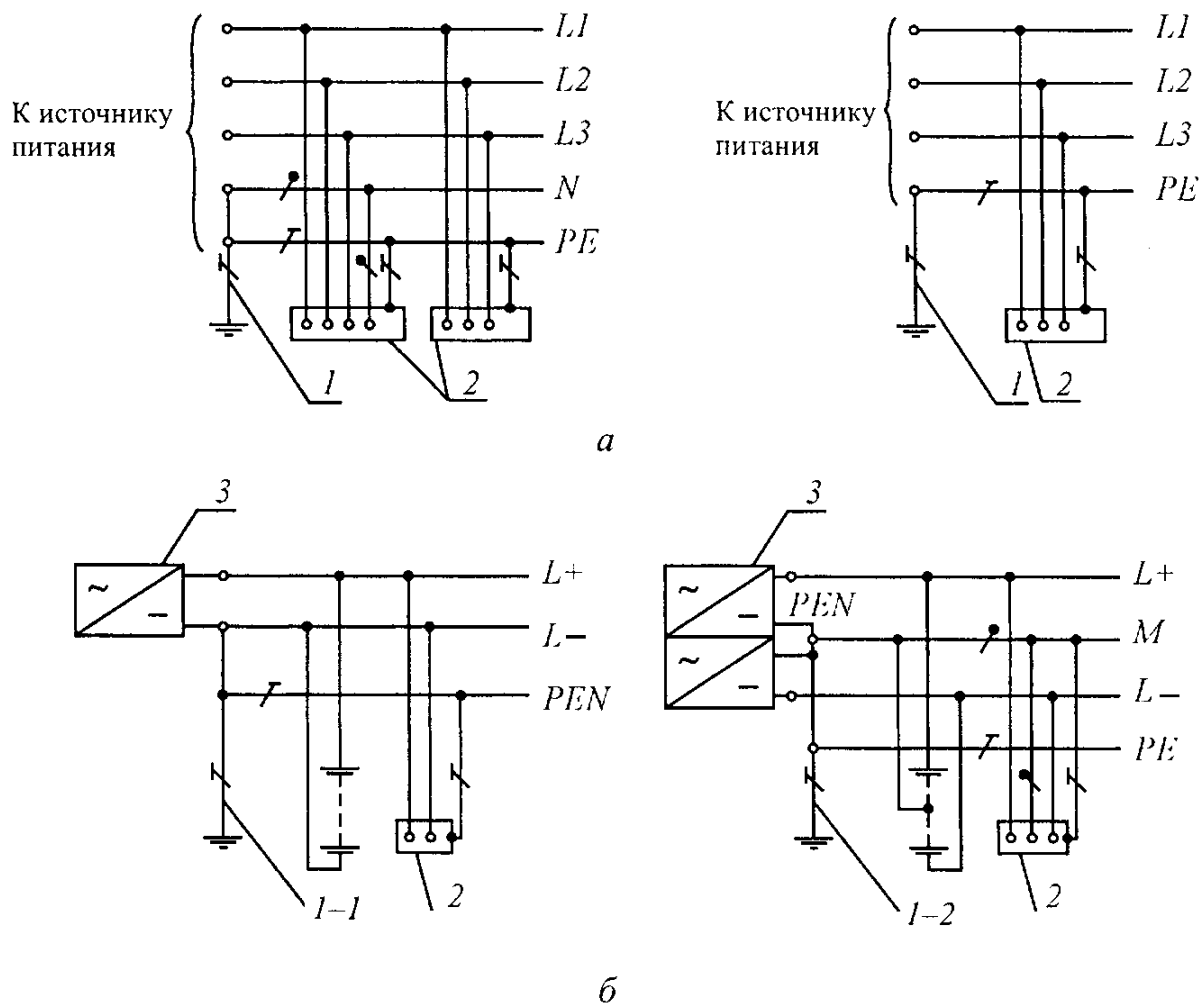 L1
L2
L3
N
PE
К источнику
питания
1
2
L1
L2
L3
PE
К источнику
питания
1
2
а
3
~
–
L+
L–
PEN
1–1
2
3
~
–
~
–
PEN
L+
M
L–
PE
1–2
2
б